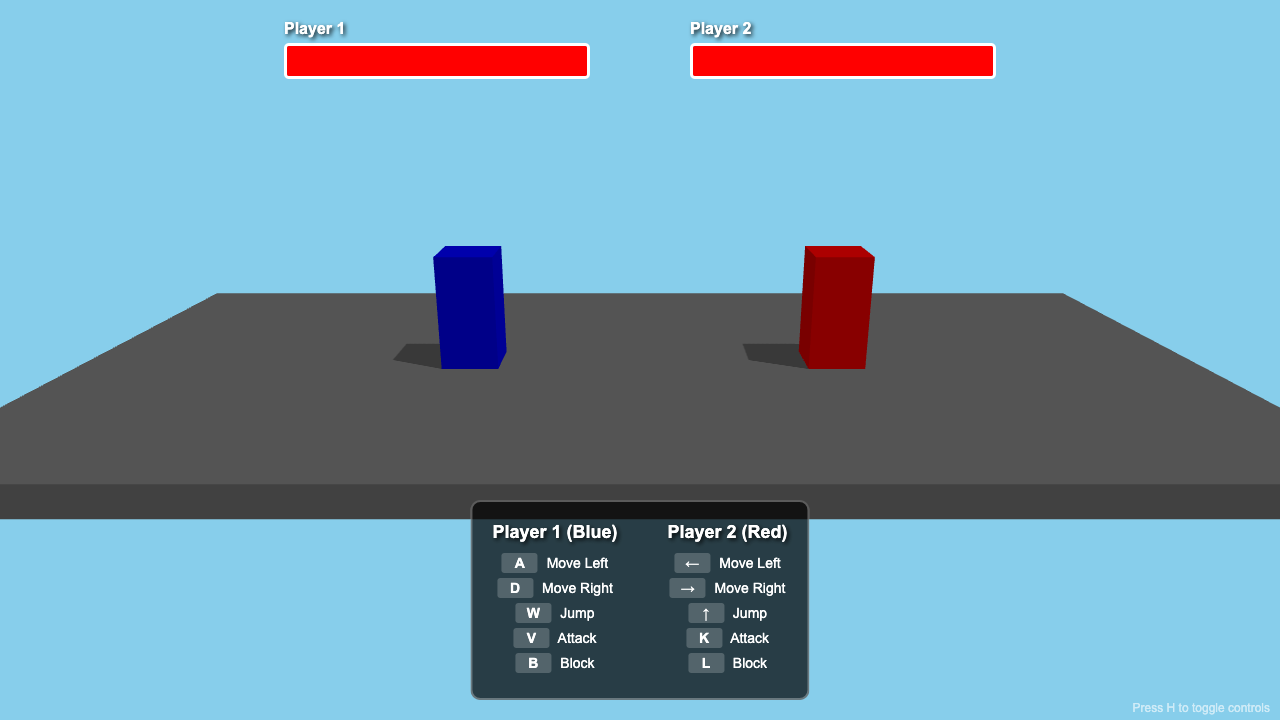 Player 1
Player 2
Player 1 (Blue)
A Move Left
D Move Right
W Jump
V Attack
B Block
Player 2 (Red)
← Move Left
→ Move Right
↑ Jump
K Attack
L Block
Press H to toggle controls